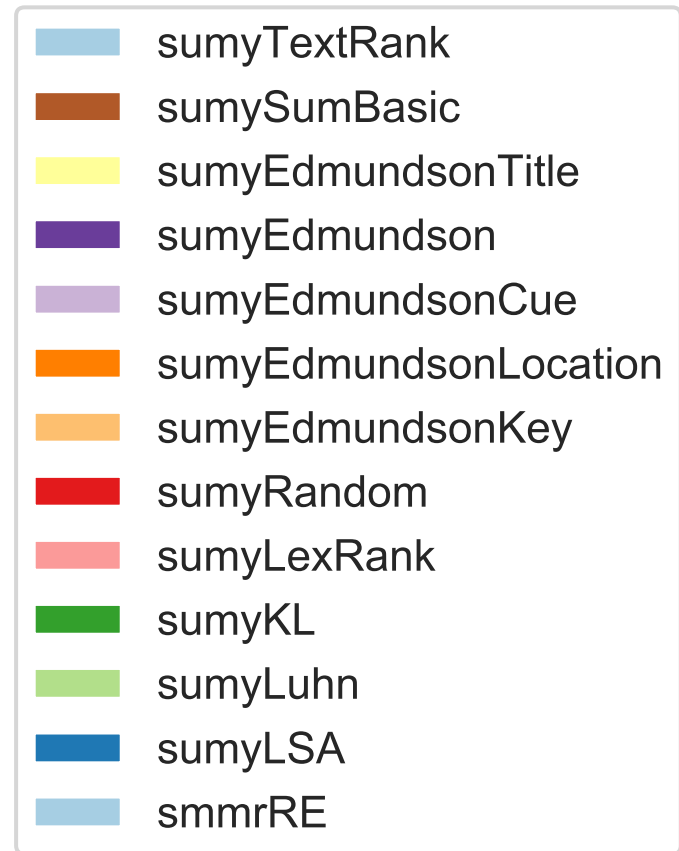 sumyTextRank
sumySumBasic
sumyEdmundsonTitle
sumyEdmundson
sumyEdmundsonCue
sumyEdmundsonLocation
sumyEdmundsonKey
sumyRandom
sumyLexRank
sumyKL
sumyLuhn
sumyLSA
smmrRE